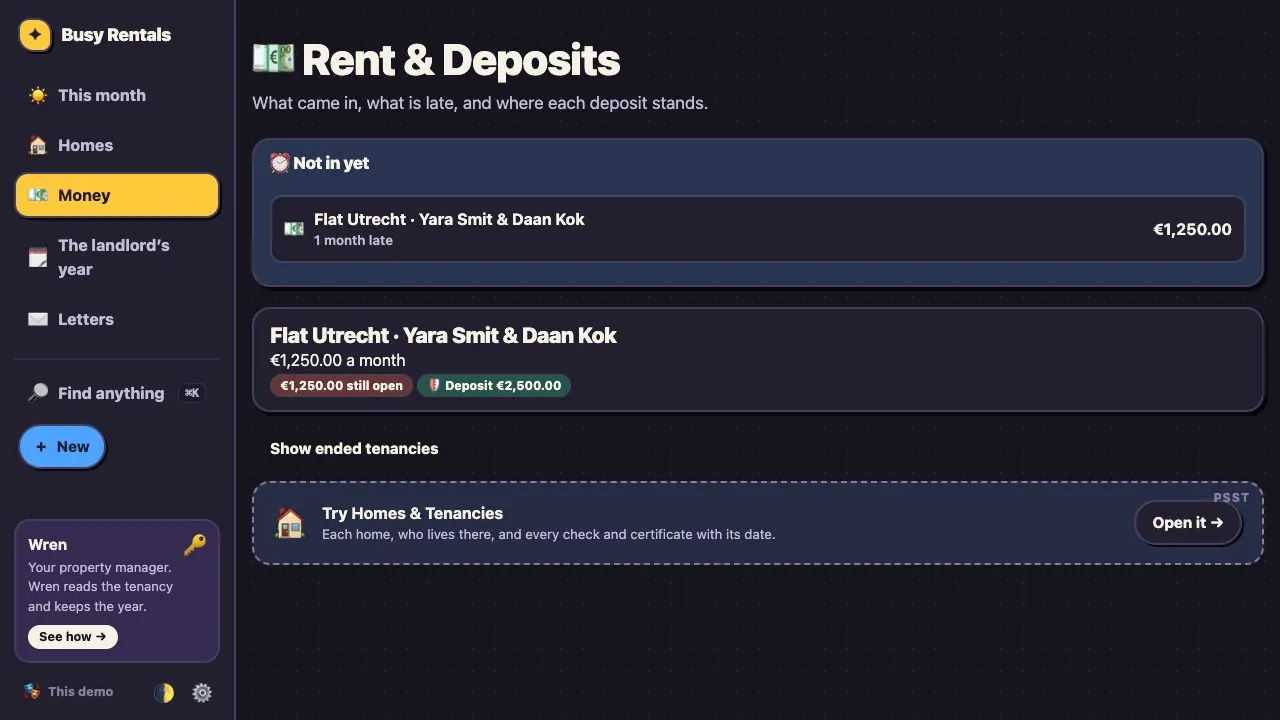 Busy Rentals
This month
Homes
Money
The landlord’s
year
Letters
Find anything ⌘K
+ New
Wren
Your property manager.
Wren reads the tenancy
and keeps the year.
See how →
This demo
Rent & Deposits
What came in, what is late, and where each deposit stands.
Not in yet
Flat Utrecht · Yara Smit & Daan Kok
1 month late
€1,250.00
Flat Utrecht · Yara Smit & Daan Kok
€1,250.00 a month
€1,250.00 still open
Deposit €2,500.00
Show ended tenancies
PSST
Try Homes & Tenancies
Each home, who lives there, and every check and certificate with its date.
Open it →